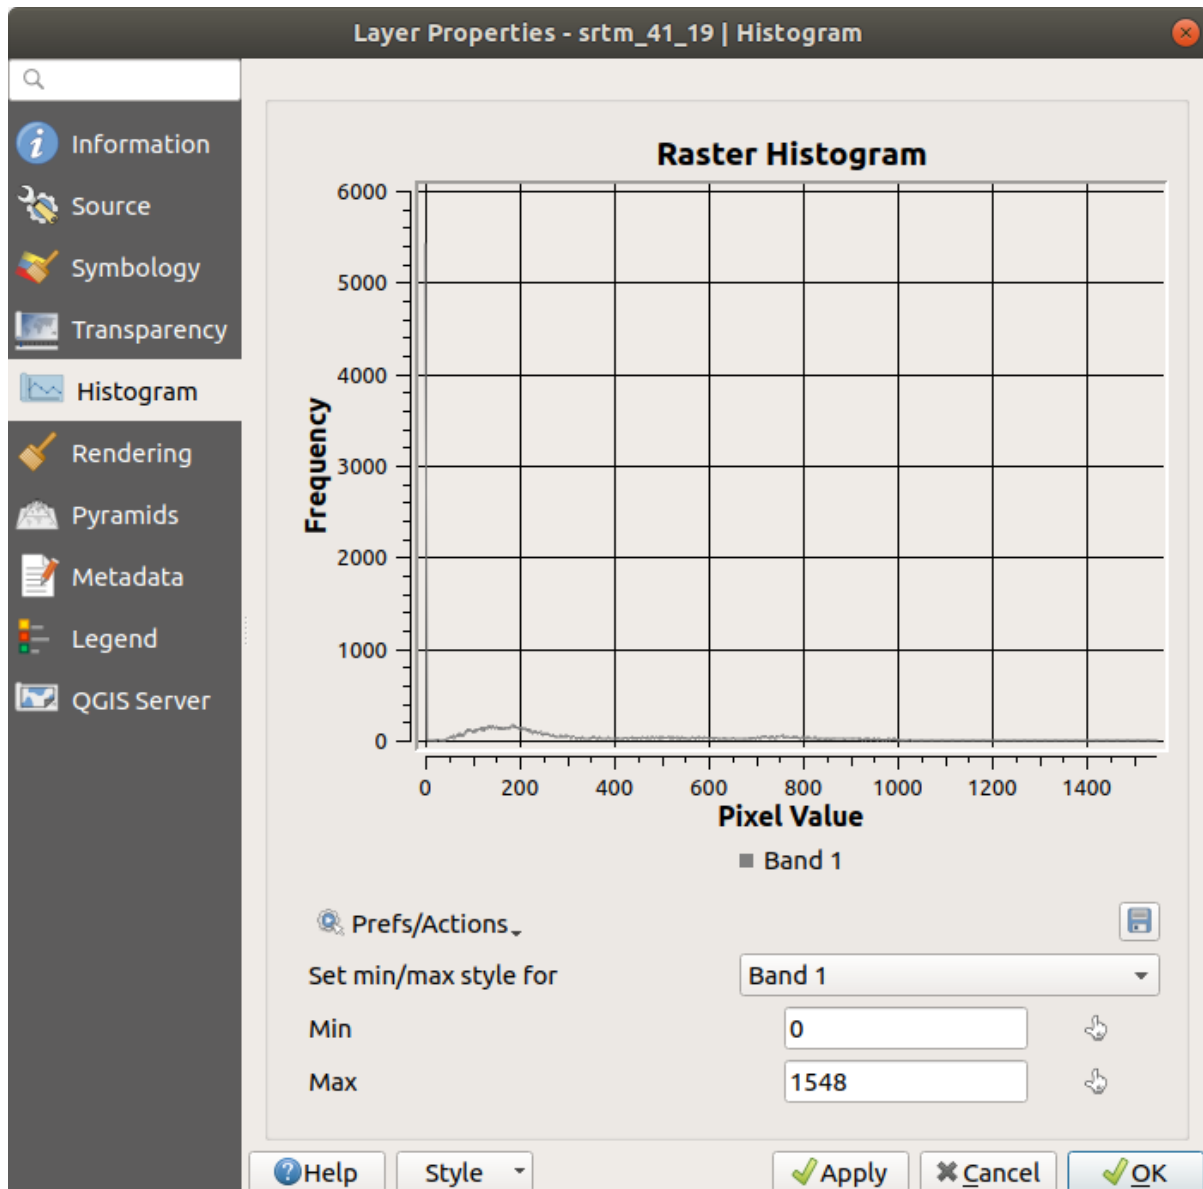 Layer Properties - srtm_41_19 | Histogram
Information
Source
Symbology
Transparency
Histogram
Rendering
Pyramids
Metadata
Legend
QGIS Server
Raster Histogram
6000
5000
4000
3000
2000
1000
0
Frequency
0 200 400 600 800 1000 1200 1400
Pixel Value
Band 1
Prefs/Actions
Set min/max style for Band 1
Min 0
Max 1548
Help Style Apply Cancel OK